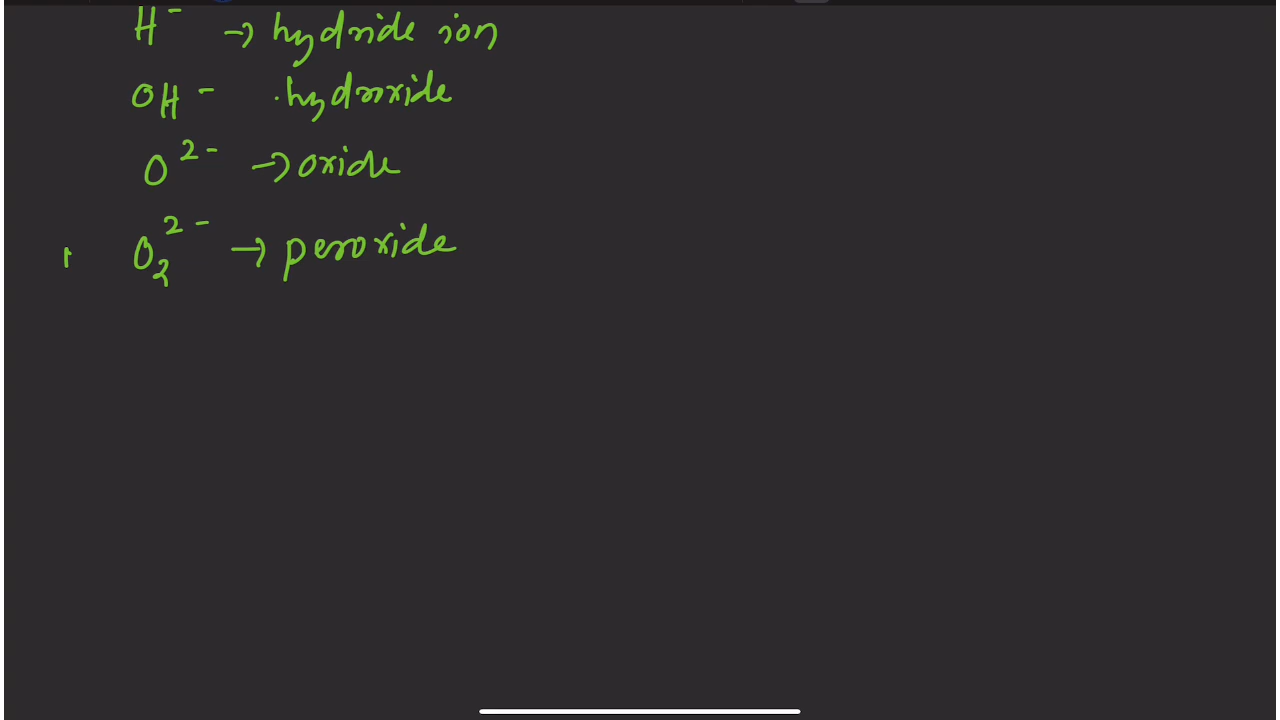 H⁻ → hydride ion
OH⁻ hydroxide
O²⁻ → oxide
O₂²⁻ → peroxide